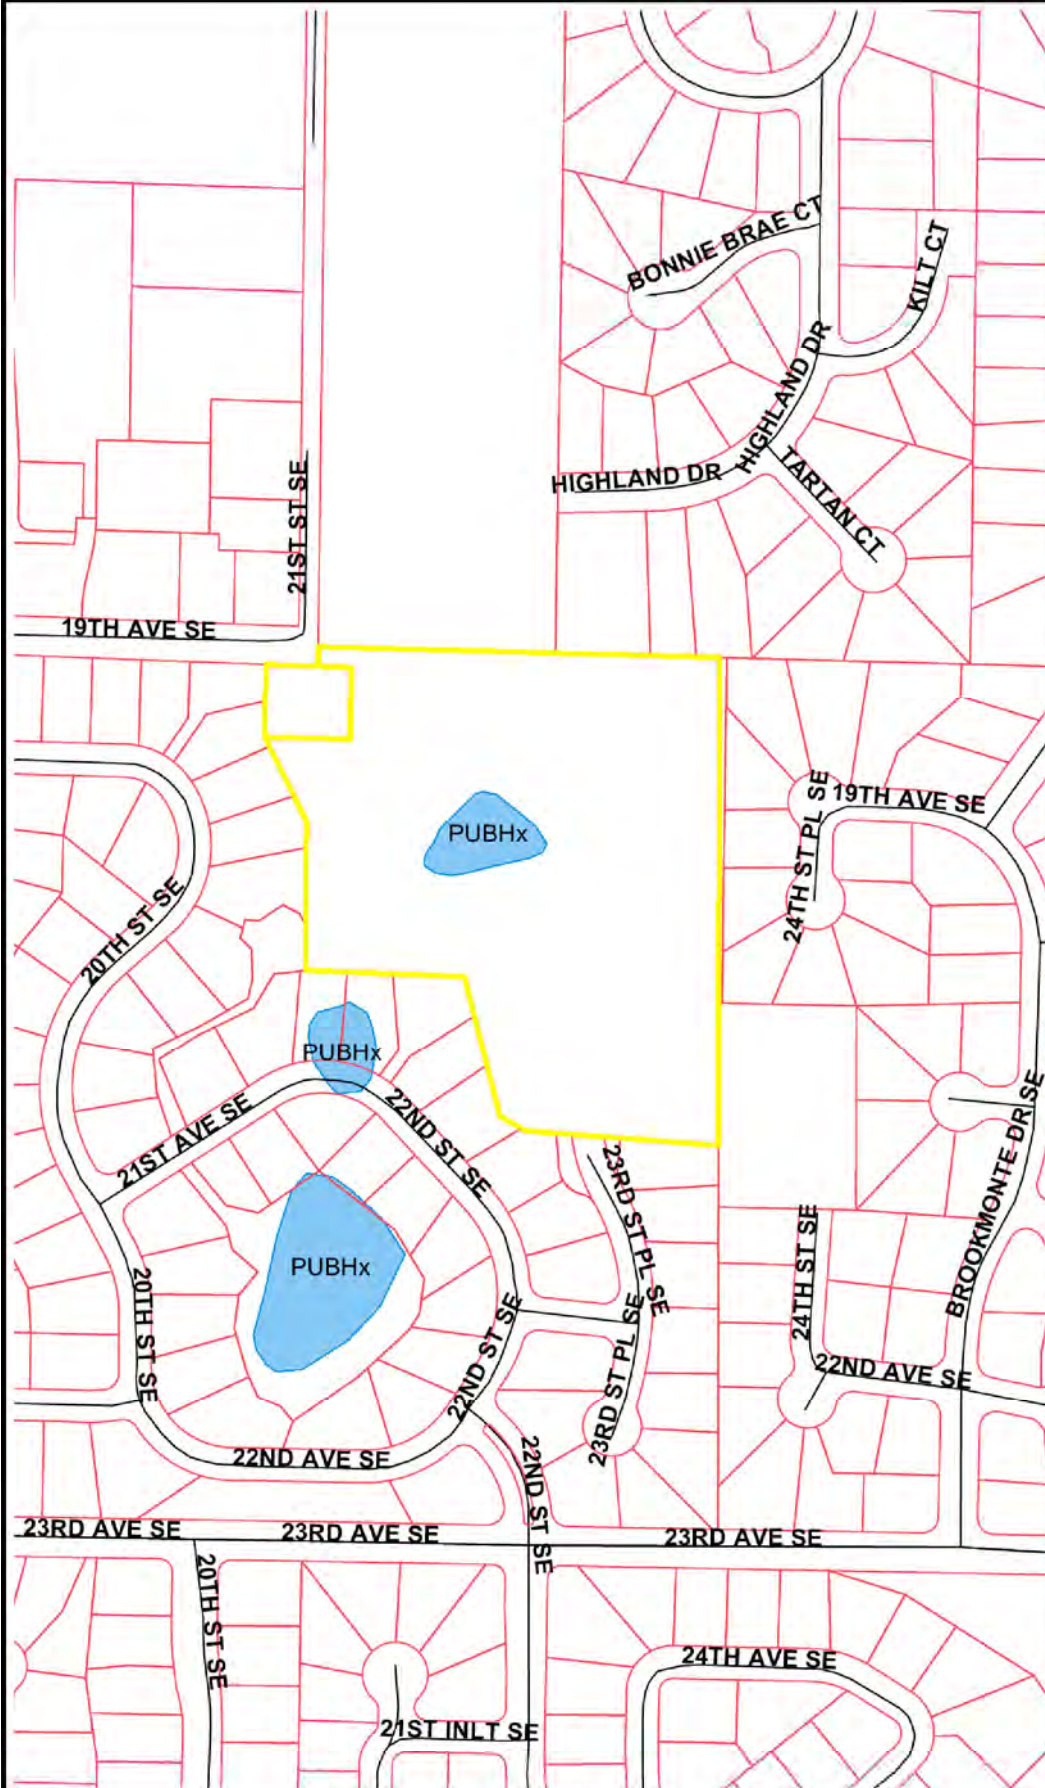 BONNIE BRAE CT
KILT CT
HIGHLAND DR
HIGHLAND DR
TARTAN CT
21ST ST SE
19TH AVE SE
19TH AVE SE
24TH ST PL SE
PUBHx
20TH ST SE
PUBHx
21ST AVE SE
22ND ST SE
23RD ST PL SE
BROOKMONTE DR SE
PUBHx
24TH ST SE
20TH ST SE
22ND ST SE
23RD ST PL SE
22ND AVE SE
22ND AVE SE
22ND ST SE
23RD AVE SE
23RD AVE SE
23RD AVE SE
20TH ST SE
24TH AVE SE
21ST INLT SE